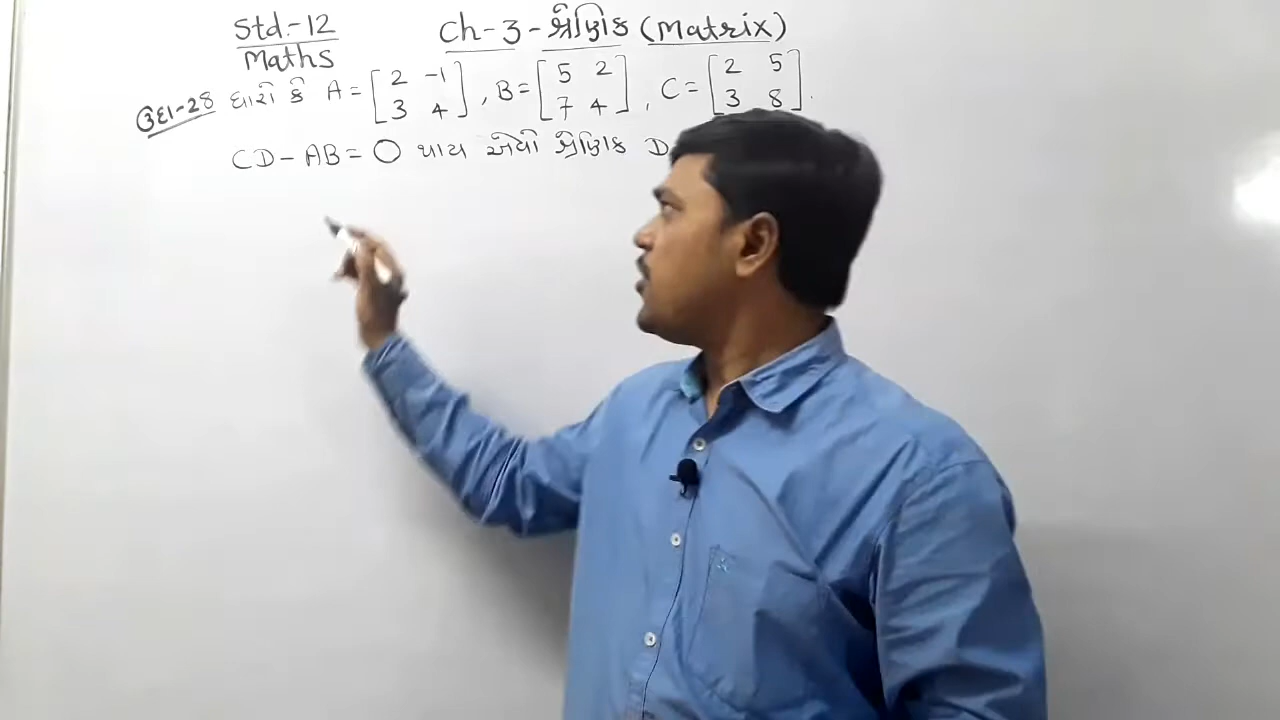 Std.-12
Maths
Ch-3-શ્રેણિક (Matrix)
ઉદા-28 ધારો કે A = [2 -1; 3 4], B = [5 2; 7 4], C = [2 5; 3 8].
CD - AB = O થાય એવો શ્રેણિક D